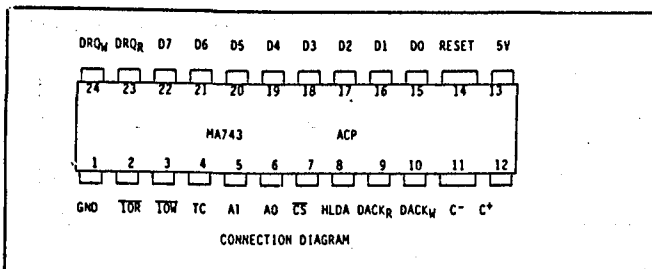 DRQW DRQR D7 D6 D5 D4 D3 D2 D1 D0 RESET 5V
24 23 22 21 20 19 18 17 16 15 14 13
MA743 ACP
1 2 3 4 5 6 7 8 9 10 11 12
GND IOR IOW TC A1 A0 CS HLDA DACKR DACKW C- C+
CONNECTION DIAGRAM